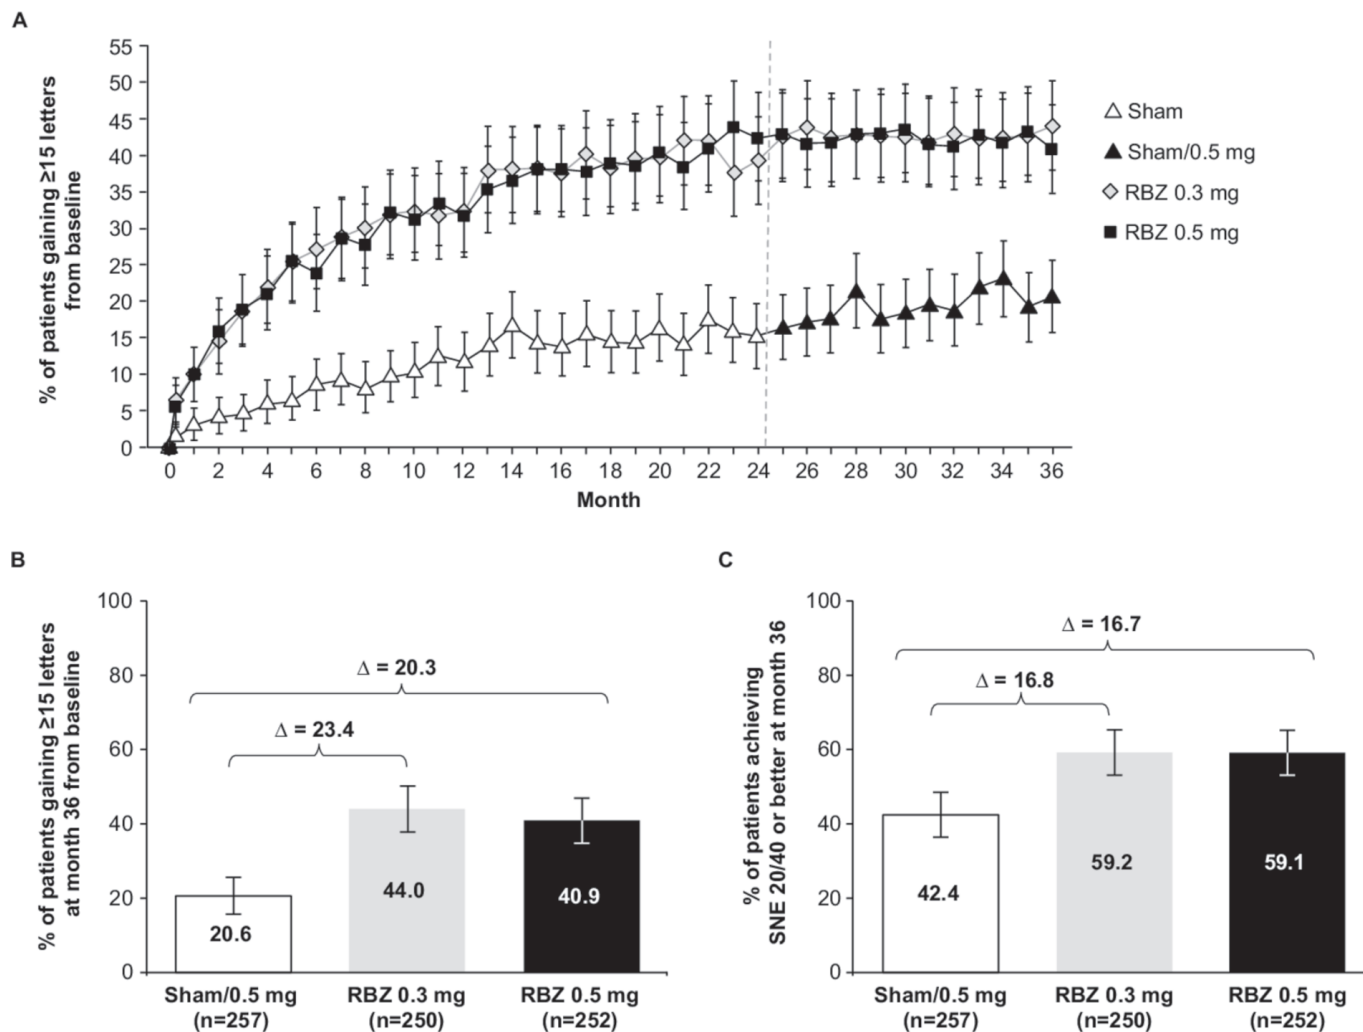 A
% of patients gaining ≥15 letters
from baseline
55
50
45
40
35
30
25
20
15
10
5
0
0 2 4 6 8 10 12 14 16 18 20 22 24 26 28 30 32 34 36
Month
Sham
Sham/0.5 mg
RBZ 0.3 mg
RBZ 0.5 mg
B
% of patients gaining ≥15 letters
at month 36 from baseline
100
80
60
40
20
0
Δ = 20.3
Δ = 23.4
20.6
44.0
40.9
Sham/0.5 mg RBZ 0.3 mg RBZ 0.5 mg
(n=257) (n=250) (n=252)
C
% of patients achieving
SNE 20/40 or better at month 36
100
80
60
40
20
0
Δ = 16.7
Δ = 16.8
42.4
59.2
59.1
Sham/0.5 mg RBZ 0.3 mg RBZ 0.5 mg
(n=257) (n=250) (n=252)